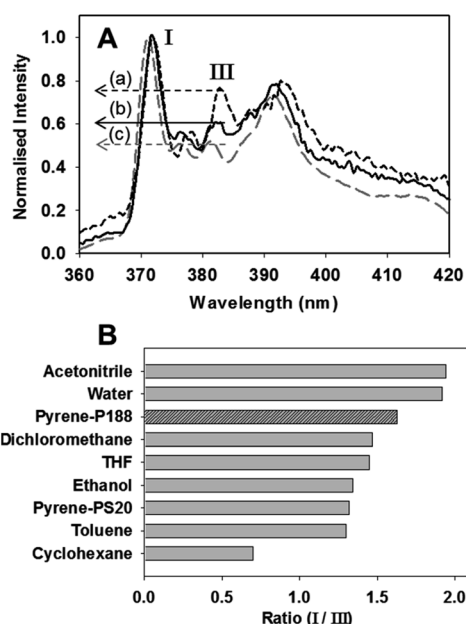 A
I
III
(a)
(b)
(c)
Normalised Intensity
1.0
0.8
0.6
0.4
0.2
0.0
360 370 380 390 400 410 420
Wavelength (nm)
B
Acetonitrile
Water
Pyrene-P188
Dichloromethane
THF
Ethanol
Pyrene-PS20
Toluene
Cyclohexane
0.0 0.5 1.0 1.5 2.0
Ratio (I / III)